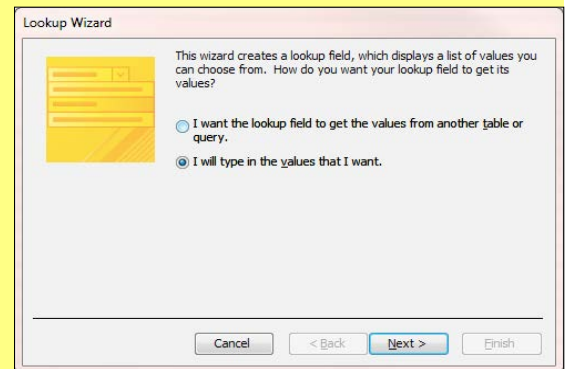 Lookup Wizard
This wizard creates a lookup field, which displays a list of values you
can choose from. How do you want your lookup field to get its
values?
I want the lookup field to get the values from another table or
query.
I will type in the values that I want.
Cancel
< Back
Next >
Finish